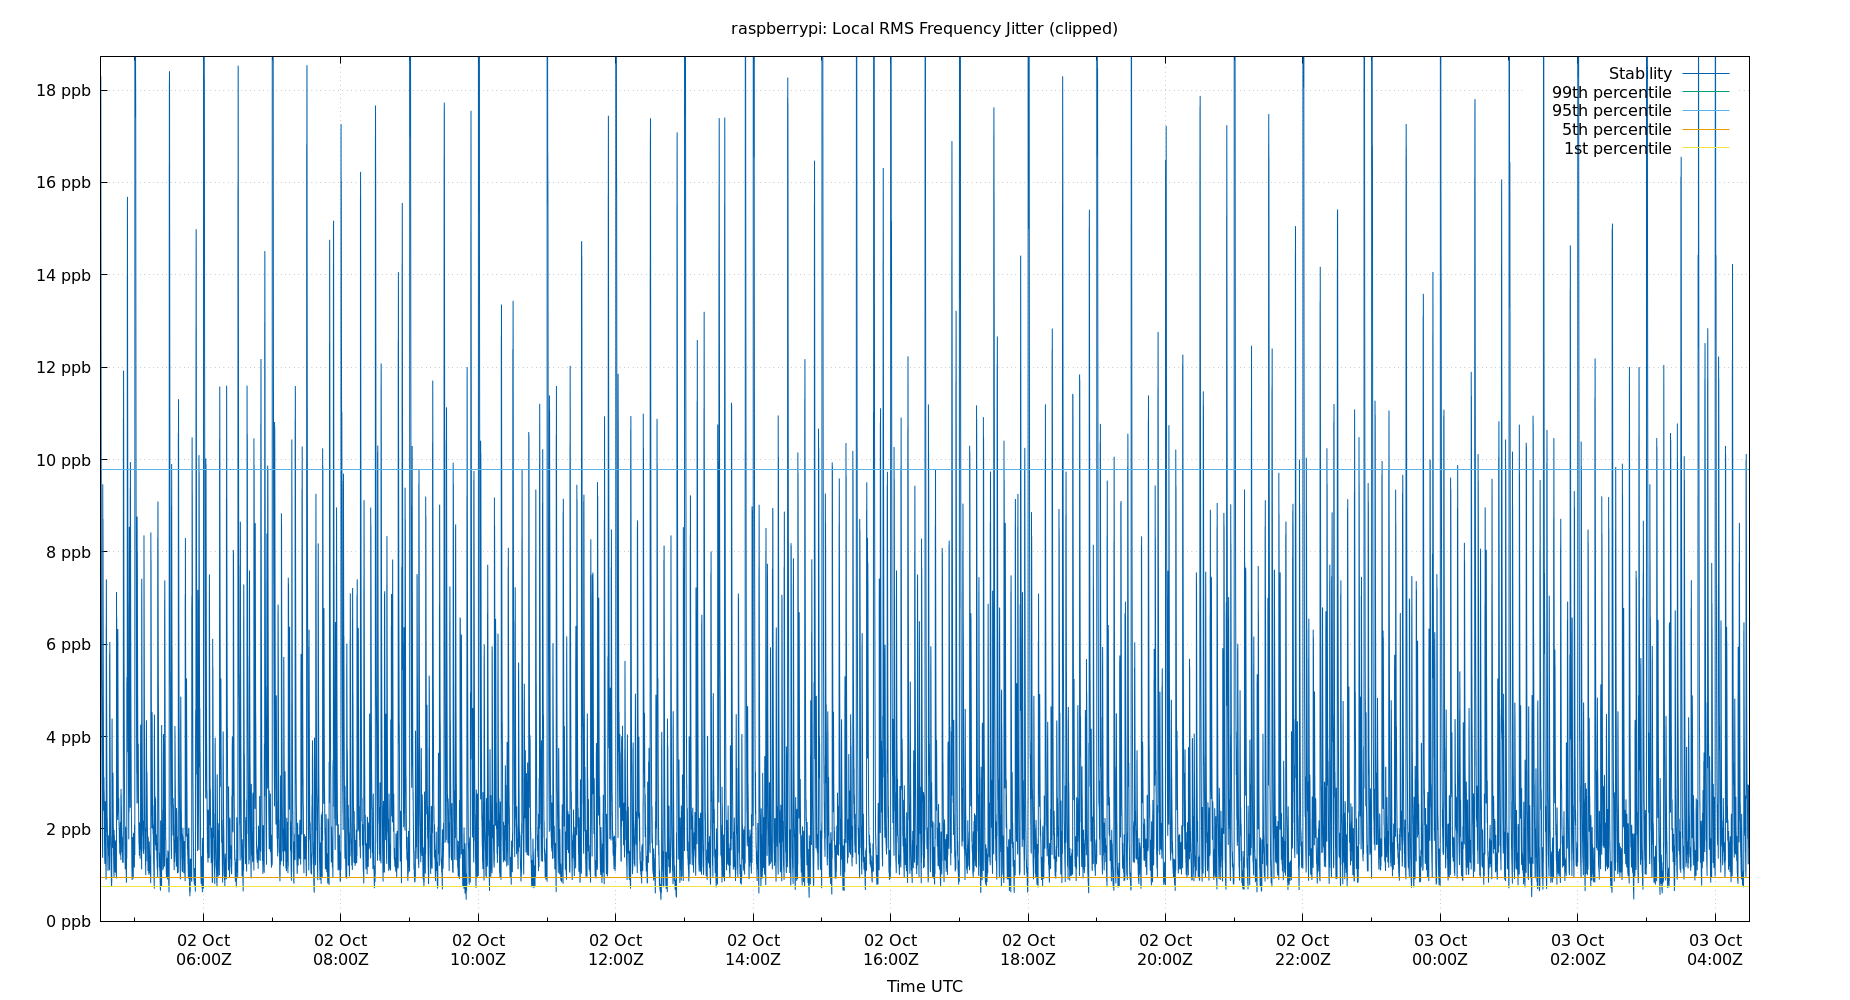 raspberrypi: Local RMS Frequency Jitter (clipped)
Stability
99th percentile
95th percentile
5th percentile
1st percentile
18 ppb
16 ppb
14 ppb
12 ppb
10 ppb
8 ppb
6 ppb
4 ppb
2 ppb
0 ppb
02 Oct 02 Oct 02 Oct 02 Oct 02 Oct 02 Oct 02 Oct 02 Oct 02 Oct 03 Oct 03 Oct 03 Oct
06:00Z 08:00Z 10:00Z 12:00Z 14:00Z 16:00Z 18:00Z 20:00Z 22:00Z 00:00Z 02:00Z 04:00Z
Time UTC